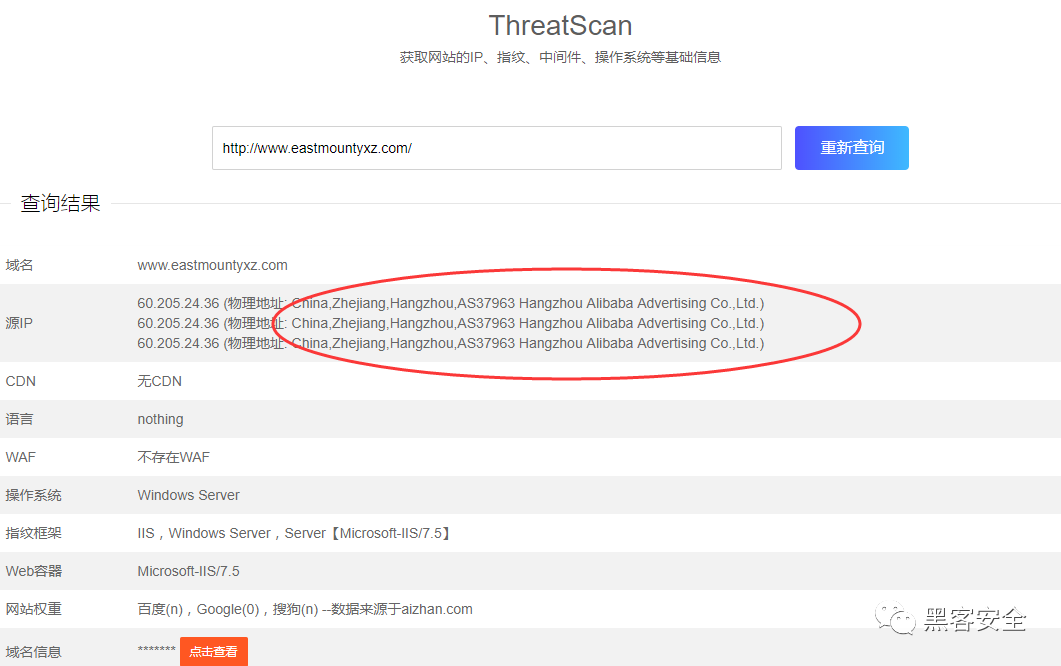 ThreatScan
获取网站的IP、指纹、中间件、操作系统等基础信息
http://www.eastmountyxz.com/ 重新查询
查询结果
域名 www.eastmountyxz.com
60.205.24.36 (物理地址: China,Zhejiang,Hangzhou,AS37963 Hangzhou Alibaba Advertising Co.,Ltd.)
源IP 60.205.24.36 (物理地址: China,Zhejiang,Hangzhou,AS37963 Hangzhou Alibaba Advertising Co.,Ltd.)
60.205.24.36 (物理地址: China,Zhejiang,Hangzhou,AS37963 Hangzhou Alibaba Advertising Co.,Ltd.)
CDN 无CDN
语言 nothing
WAF 不存在WAF
操作系统 Windows Server
指纹框架 IIS，Windows Server，Server【Microsoft-IIS/7.5】
Web容器 Microsoft-IIS/7.5
网站权重 百度(n)，Google(0)，搜狗(n) --数据来源于aizhan.com
黑客安全
域名信息 ******* 点击查看